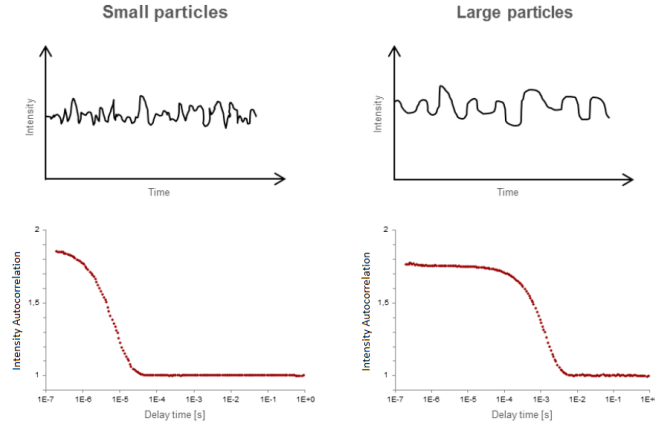 Small particles
Large particles
Intensity
Time
Intensity
Time
Intensity Autocorrelation
2
1,5
1
1E-7 1E-6 1E-5 1E-4 1E-3 1E-2 1E-1 1E+0
Delay time [s]
Intensity Autocorrelation
2
1,5
1
1E-7 1E-6 1E-5 1E-4 1E-3 1E-2 1E-1 1E+
Delay time [s]